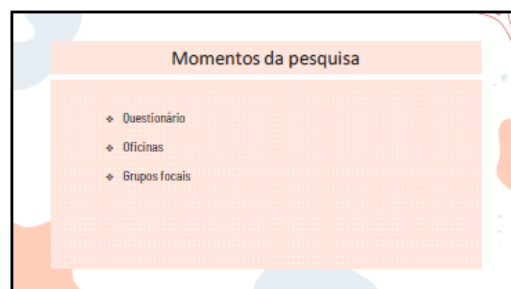 Momentos da pesquisa
❖ Questionário
❖ Oficinas
❖ Grupos focais